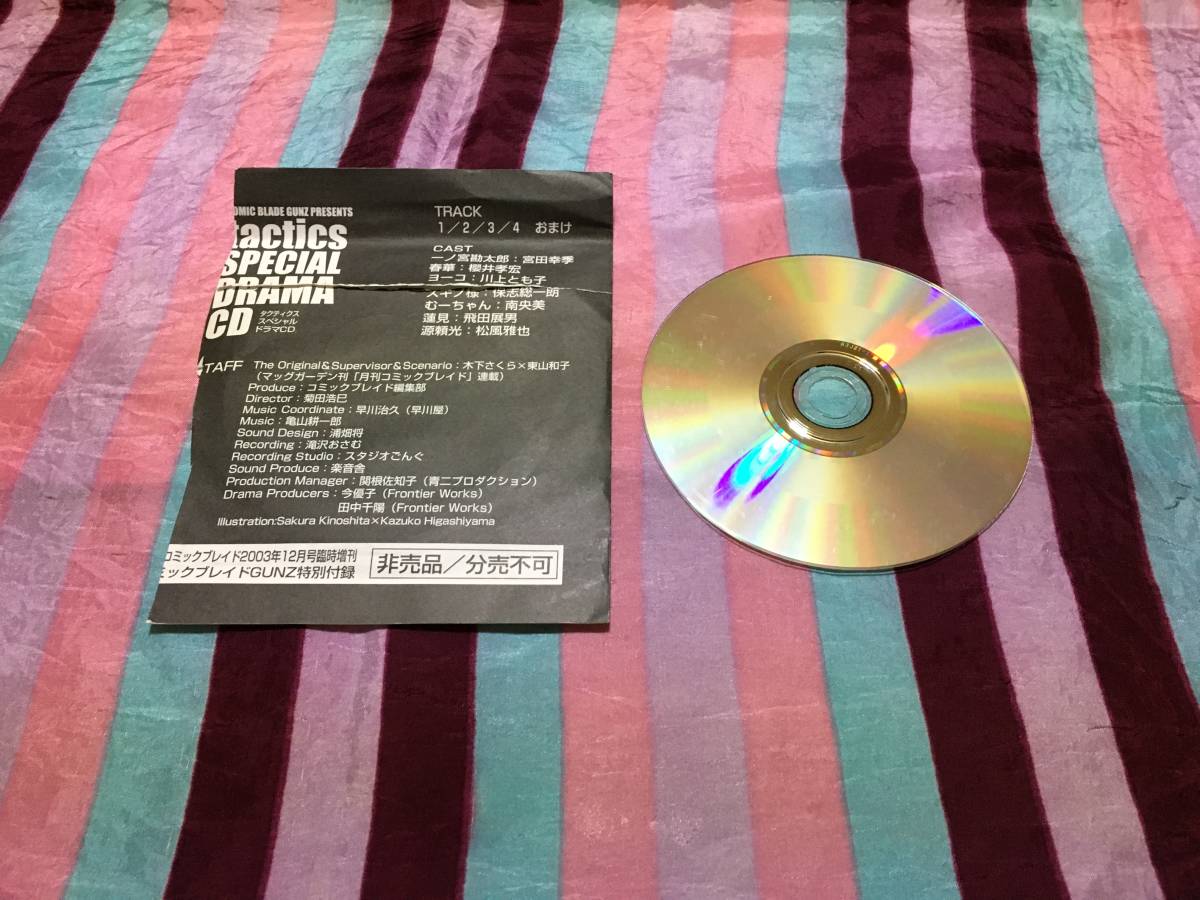 OMIC BLADE GUNZ PRESENTS
tactics
SPECIAL
DRAMA
CD
タクティクス
スペシャル
ドラマCD
TRACK
1/2/3/4 おまけ
CAST
一ノ宮勘太郎:宮田幸季
春華:櫻井孝宏
ヨーコ:川上とも子
スギノ様:保志総一朗
むーちゃん:南央美
蓮見:飛田展男
源頼光:松風雅也
STAFF
The Original&Supervisor&Scenario:木下さくら×東山和子
(マッグガーデン刊「月刊コミックブレイド」連載)
Produce:コミックブレイド編集部
Director:菊田浩巳
Music Coordinate:早川治久(早川屋)
Music:亀山耕一郎
Sound Design:浦畑将
Recording:滝沢おさむ
Recording Studio:スタジオごんぐ
Sound Produce:楽音舎
Production Manager:関根佐知子(青二プロダクション)
Drama Producers:今優子(Frontier Works)
田中千陽(Frontier Works)
Illustration:Sakura Kinoshita×Kazuko Higashiyama
コミックブレイド2003年12月号臨時増刊
ミックブレイドGUNZ特別付録
非売品/分売不可